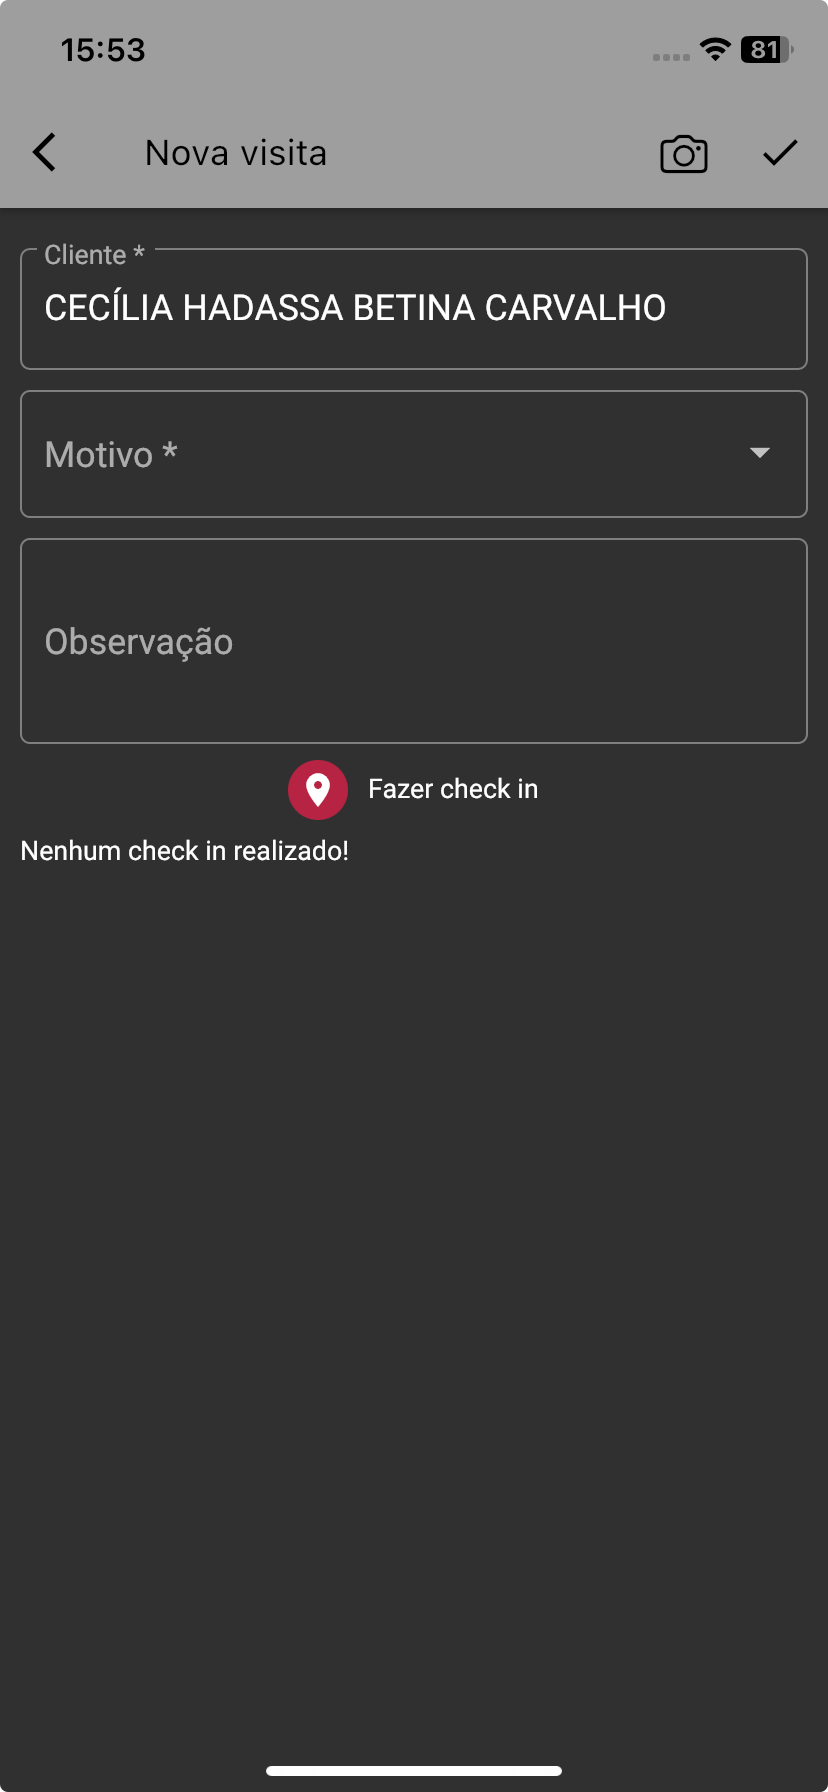 15:53
81
Nova visita
Cliente *
CECÍLIA HADASSA BETINA CARVALHO
Motivo *
Observação
Fazer check in
Nenhum check in realizado!